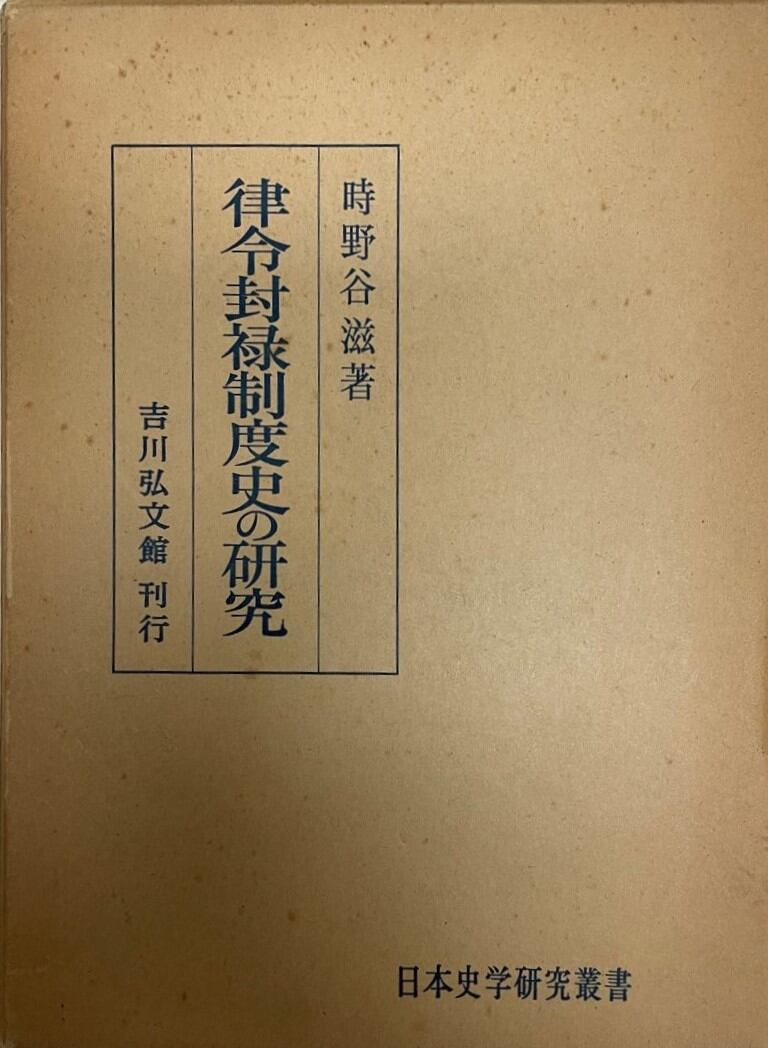 時野谷滋著
律令封禄制度史の研究
吉川弘文館 刊行
日本史学研究叢書